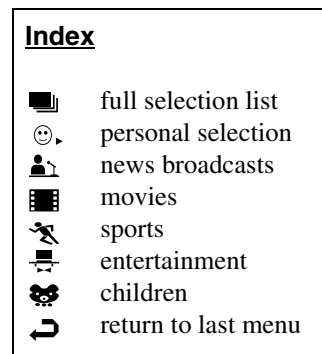 Index
full selection list
personal selection
news broadcasts
movies
sports
entertainment
children
return to last menu